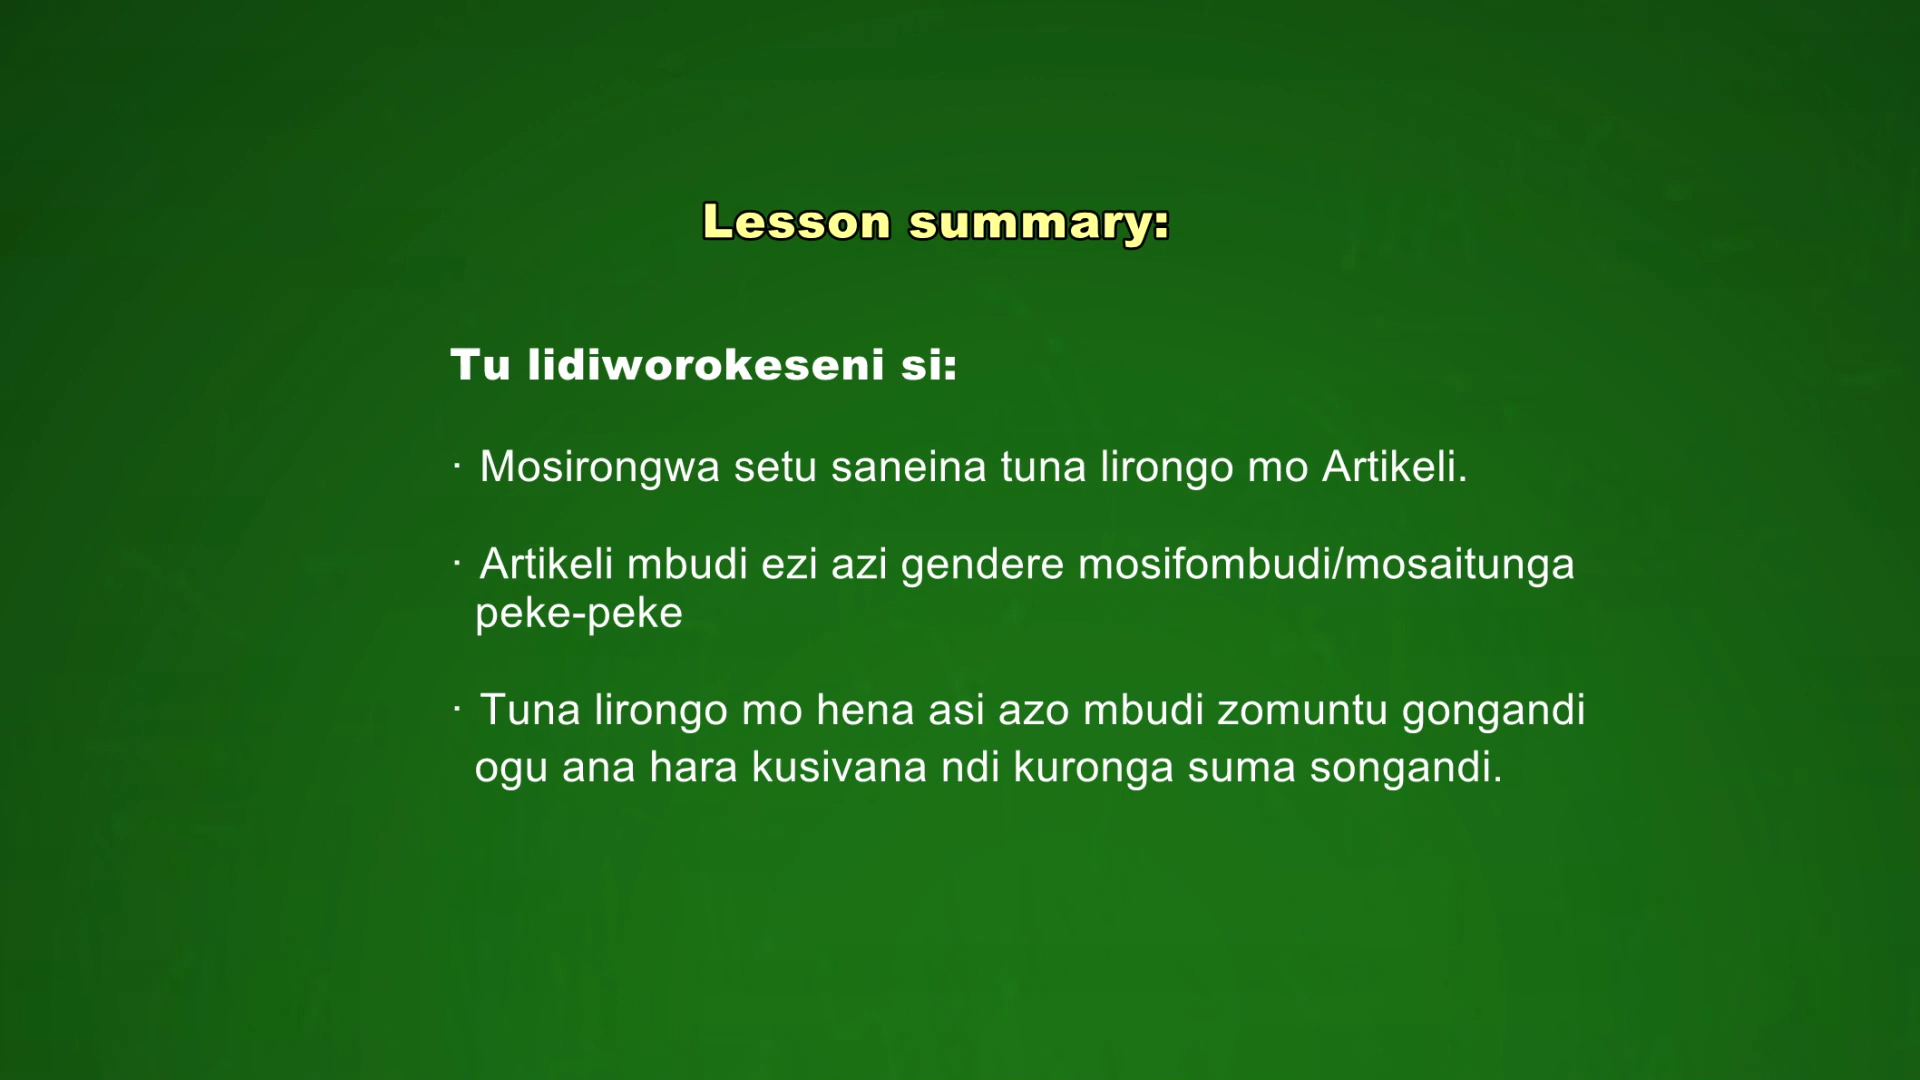 Lesson summary:
Tu lidiworokeseni si:
· Mosirongwa setu saneina tuna lirongo mo Artikeli.
· Artikeli mbudi ezi azi gendere mosifombudi/mosaitunga
peke-peke
· Tuna lirongo mo hena asi azo mbudi zomuntu gongandi
ogu ana hara kusivana ndi kuronga suma songandi.